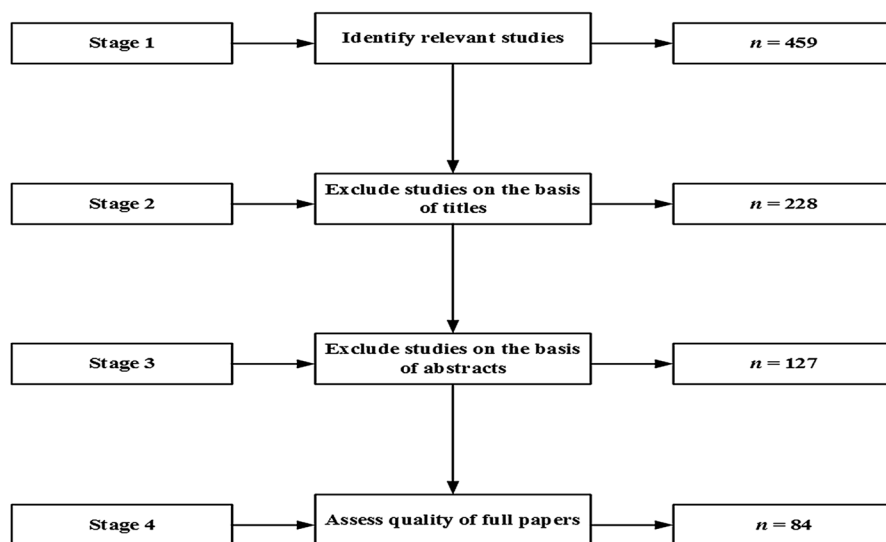 Stage 1
Identify relevant studies
n = 459
Stage 2
Exclude studies on the basis
of titles
n = 228
Stage 3
Exclude studies on the basis
of abstracts
n = 127
Stage 4
Assess quality of full papers
n = 84